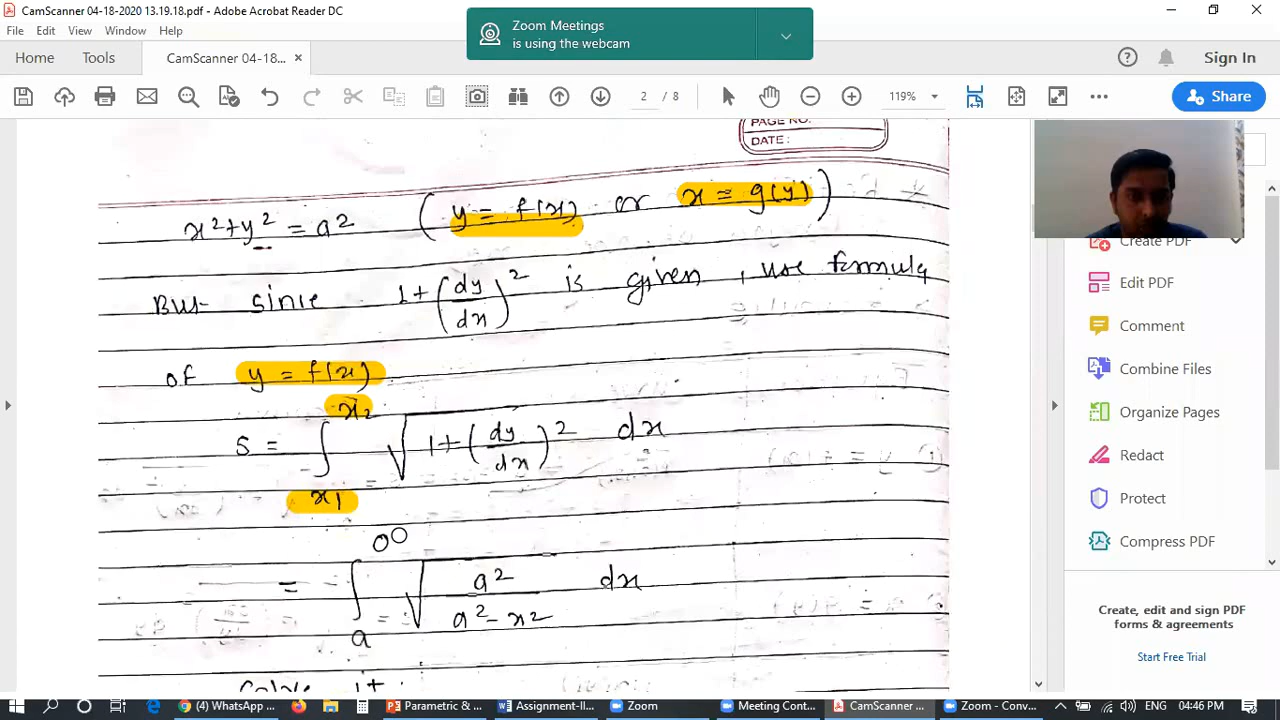 CamScanner 04-18-2020 13.19.18.pdf - Adobe Acrobat Reader DC
Zoom Meetings
is using the webcam
File Edit View Window Help
Home Tools CamScanner 04-18... × Sign In
2 / 8 119% Share
PAGE NO.
DATE:
x²+y² = a² ( y = f(x) or x = g(y) )
But since 1+(dy/dx)² is given, use formula
of y = f(x)
x2
S = ∫ √1+(dy/dx)² dx
x1
0
= ∫ √a²/a²-x² dx
a
Solve it
Create PDF
Edit PDF
Comment
Combine Files
Organize Pages
Redact
Protect
Compress PDF
Create, edit and sign PDF
forms & agreements
Start Free Trial
(4) WhatsApp ... Parametric & ... Assignment-II... Zoom Meeting Cont... CamScanner ... Zoom - Conv... ENG 04:46 PM